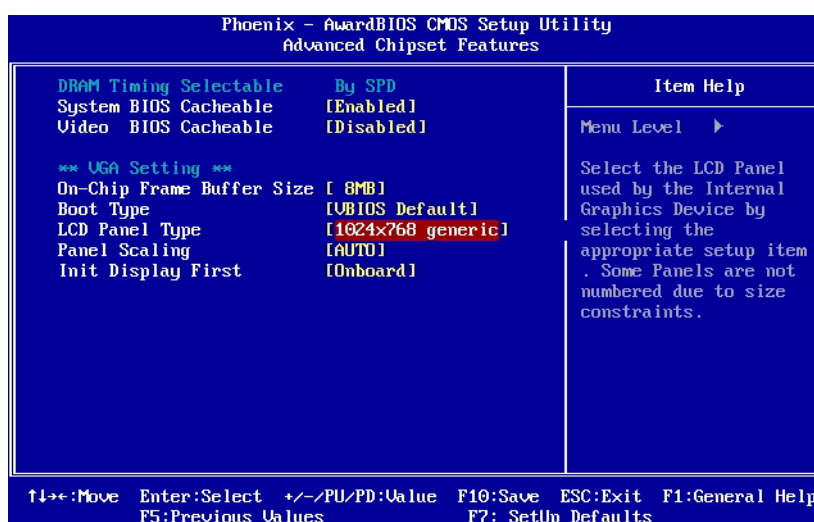 Phoenix - AwardBIOS CMOS Setup Utility
Advanced Chipset Features
DRAM Timing Selectable By SPD
System BIOS Cacheable [Enabled]
Video BIOS Cacheable [Disabled]
** VGA Setting **
On-Chip Frame Buffer Size [ 8MB]
Boot Type [VBIOS Default]
LCD Panel Type [1024x768 generic]
Panel Scaling [AUTO]
Init Display First [Onboard]
Item Help
Menu Level ▶
Select the LCD Panel
used by the Internal
Graphics Device by
selecting the
appropriate setup item
. Some Panels are not
numbered due to size
constraints.
↑↓→←:Move Enter:Select +/-/PU/PD:Value F10:Save ESC:Exit F1:General Help
F5:Previous Values F7: SetUp Defaults